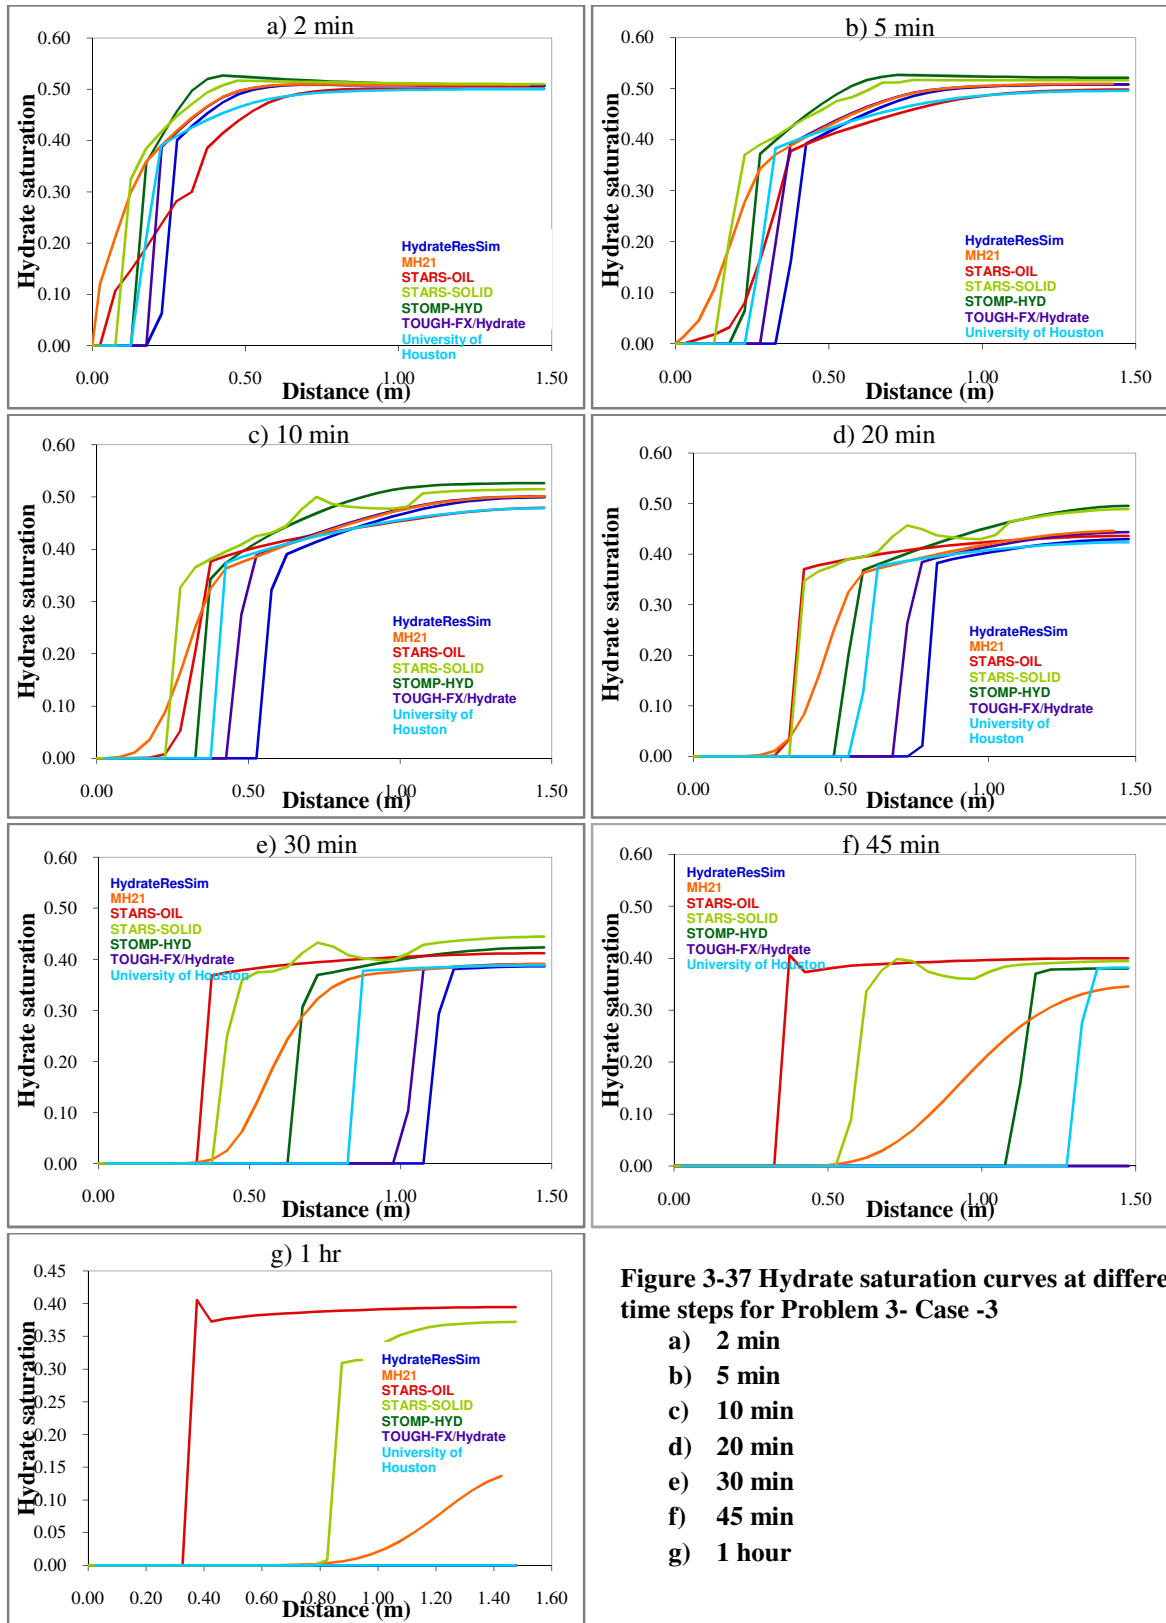 a) 2 min
0.60
0.50
0.40
0.30
0.20
0.10
0.00
Hydrate saturation
HydrateResSim
MH21
STARS-OIL
STARS-SOLID
STOMP-HYD
TOUGH-FX/Hydrate
University of
Houston
0.00 0.50 1.00 1.50
Distance (m)
b) 5 min
0.60
0.50
0.40
0.30
0.20
0.10
0.00
Hydrate saturation
HydrateResSim
MH21
STARS-OIL
STARS-SOLID
STOMP-HYD
TOUGH-FX/Hydrate
University of Houston
0.00 0.50 1.00 1.50
Distance (m)
c) 10 min
0.60
0.50
0.40
0.30
0.20
0.10
0.00
Hydrate saturation
HydrateResSim
MH21
STARS-OIL
STARS-SOLID
STOMP-HYD
TOUGH-FX/Hydrate
University of
Houston
0.00 0.50 1.00 1.50
Distance (m)
d) 20 min
0.60
0.50
0.40
0.30
0.20
0.10
0.00
Hydrate saturation
HydrateResSim
MH21
STARS-OIL
STARS-SOLID
STOMP-HYD
TOUGH-FX/Hydrate
University of
Houston
0.00 0.50 1.00 1.50
Distance (m)
e) 30 min
0.60
0.50
0.40
0.30
0.20
0.10
0.00
Hydrate saturation
HydrateResSim
MH21
STARS-OIL
STARS-SOLID
STOMP-HYD
TOUGH-FX/Hydrate
University of Houston
0.00 0.50 1.00 1.50
Distance (m)
f) 45 min
0.60
0.50
0.40
0.30
0.20
0.10
0.00
Hydrate saturation
HydrateResSim
MH21
STARS-OIL
STARS-SOLID
STOMP-HYD
TOUGH-FX/Hydrate
University of Houston
0.00 0.50 1.00 1.50
Distance (m)
g) 1 hr
0.45
0.40
0.35
0.30
0.25
0.20
0.15
0.10
0.05
0.00
Hydrate saturation
HydrateResSim
MH21
STARS-OIL
STARS-SOLID
STOMP-HYD
TOUGH-FX/Hydrate
University of
Houston
0.00 0.20 0.40 0.60 0.80 1.00 1.20 1.40 1.60
Distance (m)
Figure 3-37 Hydrate saturation curves at differe
time steps for Problem 3- Case -3
a) 2 min
b) 5 min
c) 10 min
d) 20 min
e) 30 min
f) 45 min
g) 1 hour